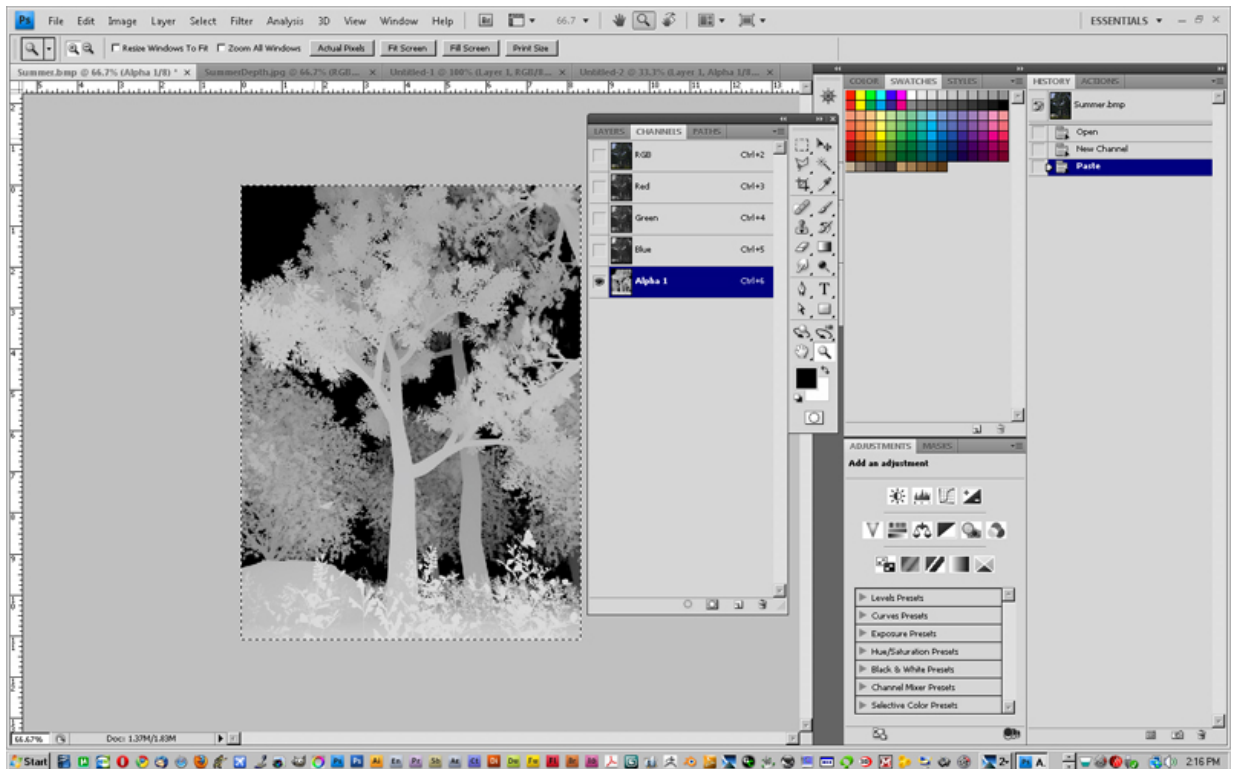 Ps File Edit Image Layer Select Filter Analysis 3D View Window Help Br 66.7 ESSENTIALS
Resize Windows To Fit Zoom All Windows Actual Pixels Fit Screen Fill Screen Print Size
Summer.bmp @ 66.7% (Alpha 1/8) * SummerDepth.jpg @ 66.7% (RGB... Untitled-1 @ 100% (Layer 1, RGB/8... Untitled-2 @ 33.3% (Layer 1, Alpha 1/8...
LAYERS CHANNELS PATHS
RGB Ctrl+2
Red Ctrl+3
Green Ctrl+4
Blue Ctrl+5
Alpha 1 Ctrl+6
COLOR SWATCHES STYLES
HISTORY ACTIONS
Summer.bmp
Open
New Channel
Paste
ADJUSTMENTS MASKS
Add an adjustment
Levels Presets
Curves Presets
Exposure Presets
Hue/Saturation Presets
Black & White Presets
Channel Mixer Presets
Selective Color Presets
66.67% Doc: 1.37M/1.83M
Start 2:16 PM